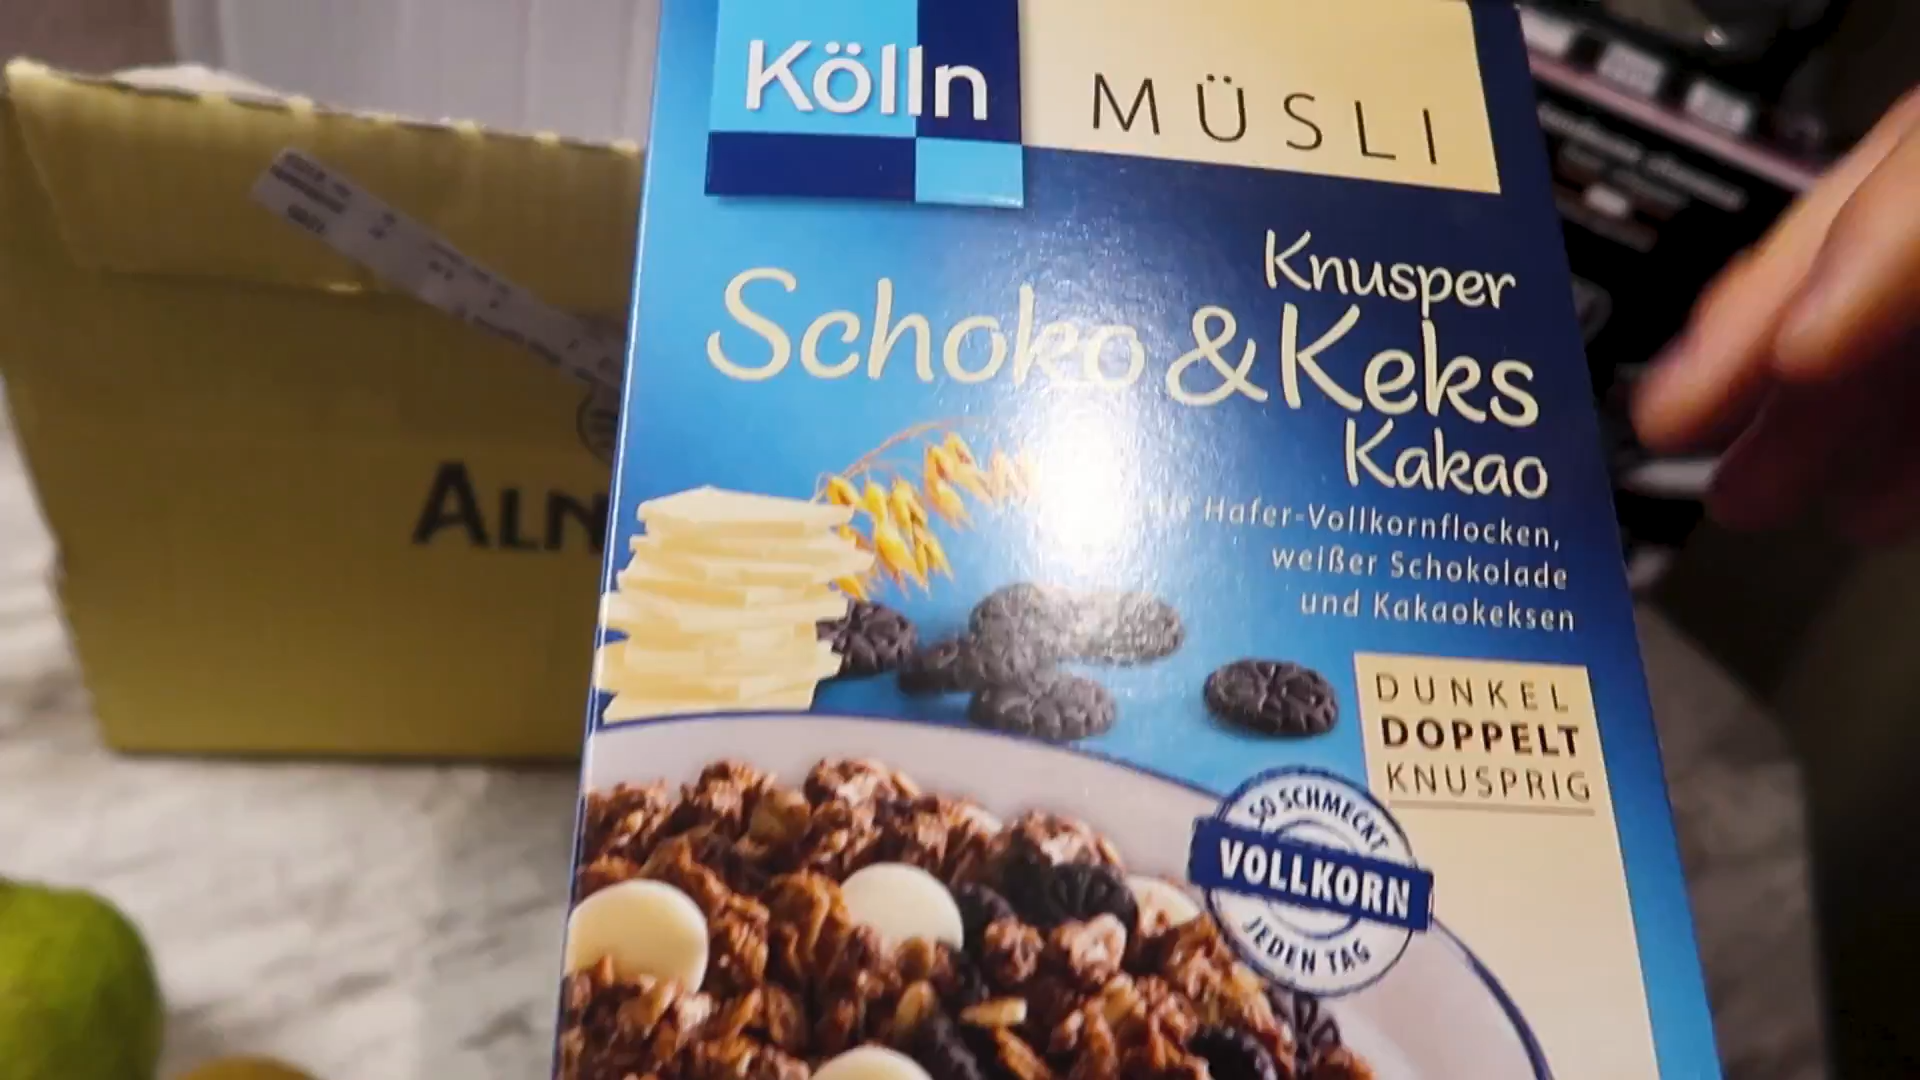 Kölln
MÜSLI
Knusper
Schoko & Keks
Kakao
mit Hafer-Vollkornflocken,
weißer Schokolade
und Kakaokeksen
DUNKEL
DOPPELT
KNUSPRIG
SO SCHMECKT
VOLLKORN
JEDEN TAG
ALN